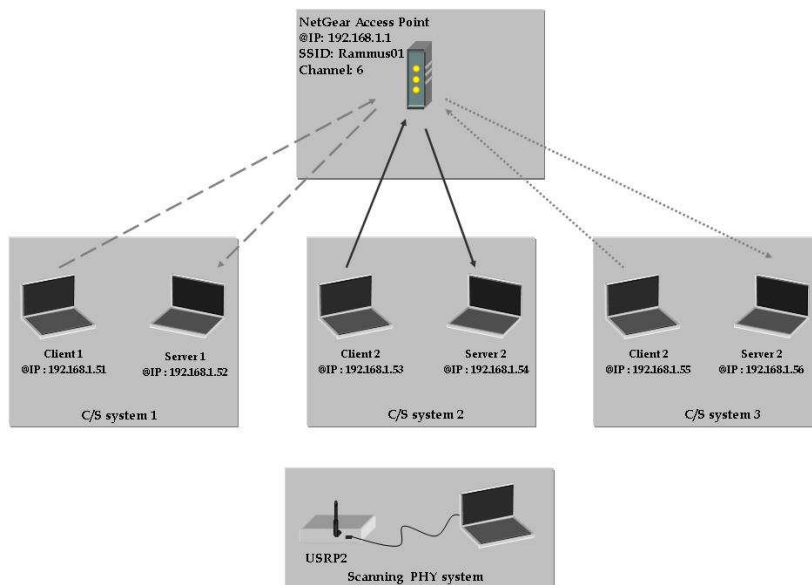 NetGear Access Point
@IP: 192.168.1.1
SSID: Rammus01
Channel: 6
Client 1
@IP : 192.168.1.51
Server 1
@IP : 192.168.1.52
C/S system 1
Client 2
@IP : 192.168.1.53
Server 2
@IP : 192.168.1.54
C/S system 2
Client 2
@IP : 192.168.1.55
Server 2
@IP : 192.168.1.56
C/S system 3
USRP2
Scanning PHY system